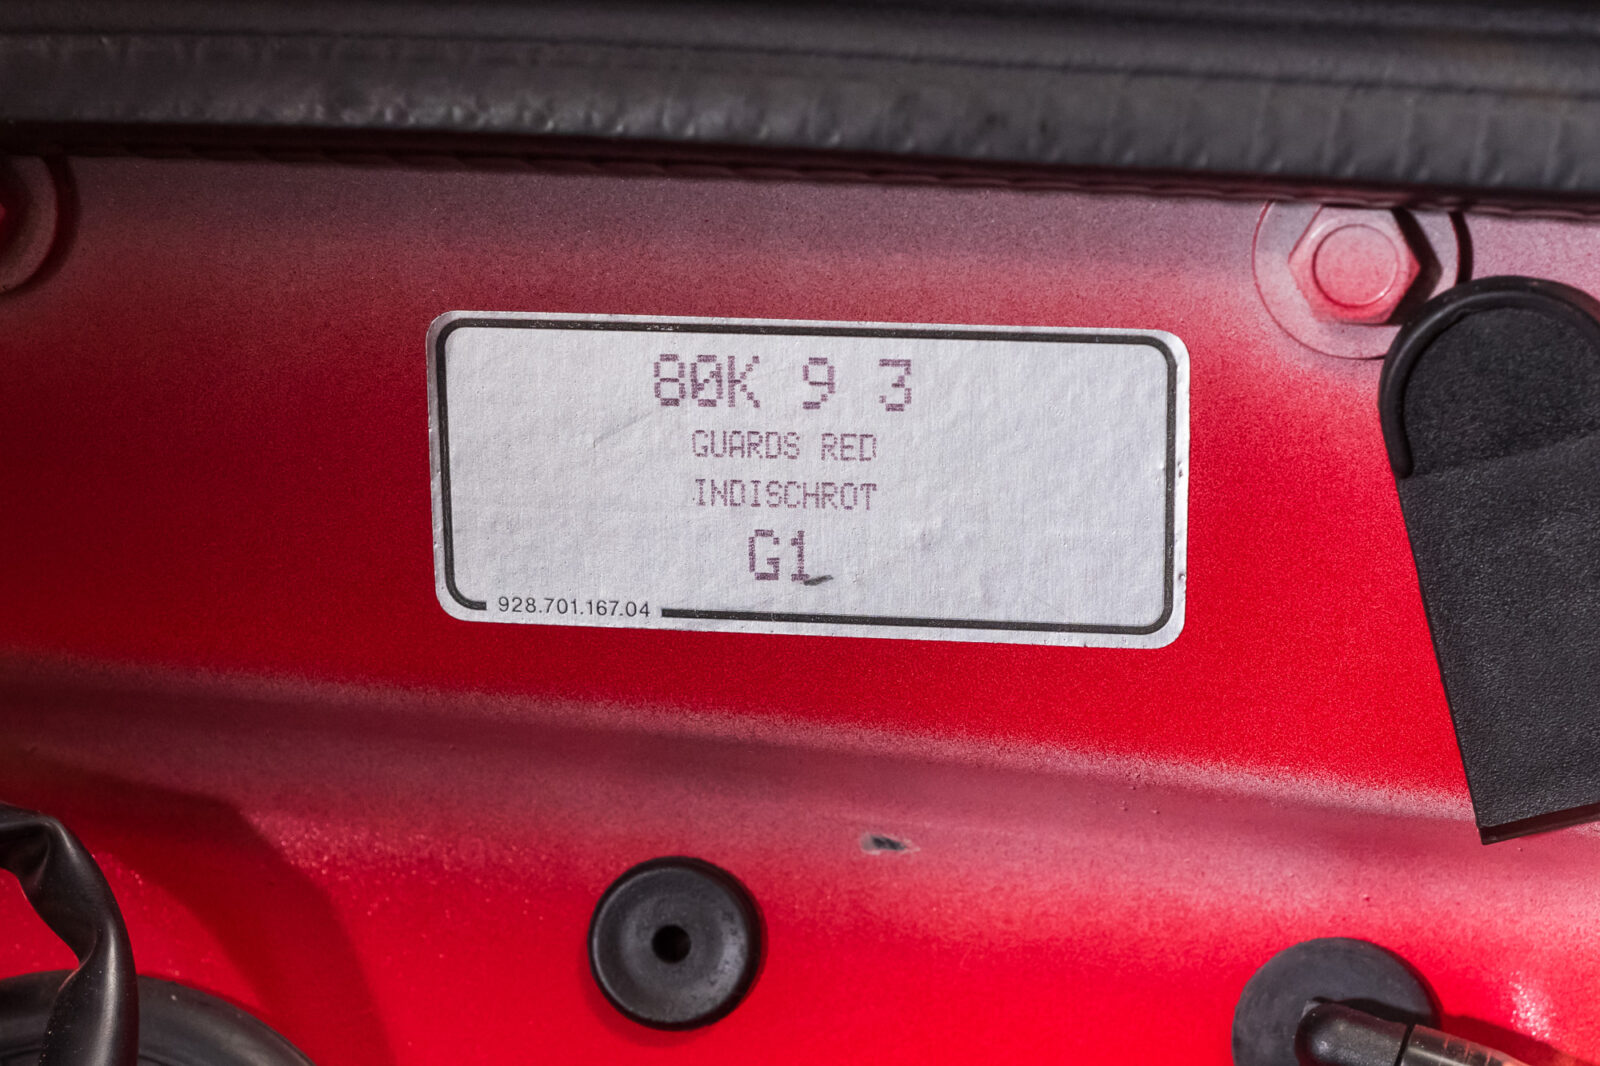 80K 9 3
GUARDS RED
INDISCHROT
G1
928.701.167.04